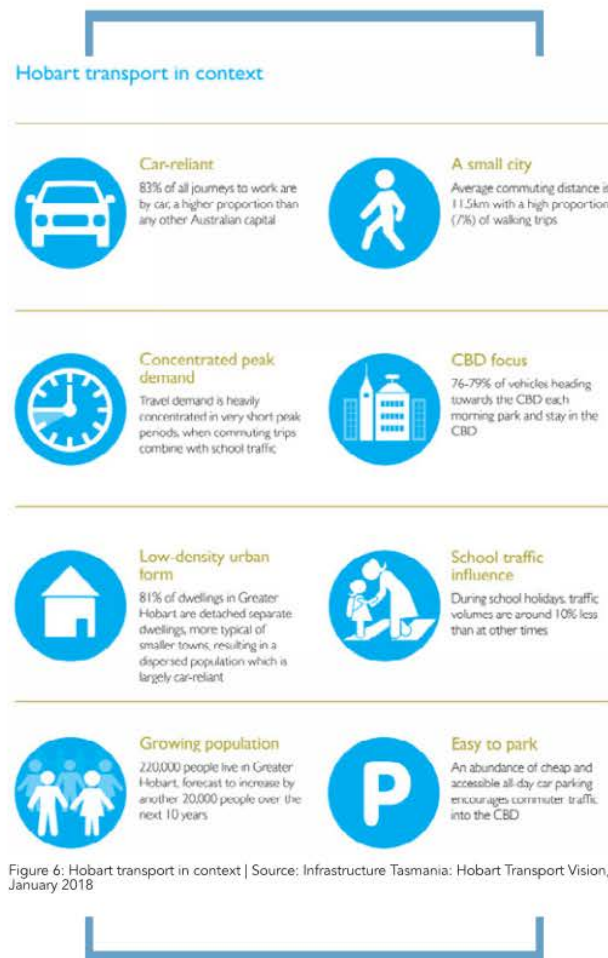 Hobart transport in context
Car-reliant
83% of all journeys to work are
by car, a higher proportion than
any other Australian capital
A small city
Average commuting distance is
11.5km with a high proportion
(7%) of walking trips
Concentrated peak
demand
Travel demand is heavily
concentrated in very short peak
periods, when commuting trips
combine with school traffic
CBD focus
76-79% of vehicles heading
towards the CBD each
morning park and stay in the
CBD
Low-density urban
form
81% of dwellings in Greater
Hobart are detached separate
dwellings, more typical of
smaller towns, resulting in a
dispersed population which is
largely car-reliant
School traffic
influence
During school holidays, traffic
volumes are around 10% less
than at other times
Growing population
220,000 people live in Greater
Hobart, forecast to increase by
another 20,000 people over the
next 10 years
P
Easy to park
An abundance of cheap and
accessible all-day car parking
encourages commuter traffic
into the CBD
Figure 6: Hobart transport in context | Source: Infrastructure Tasmania: Hobart Transport Vision,
January 2018